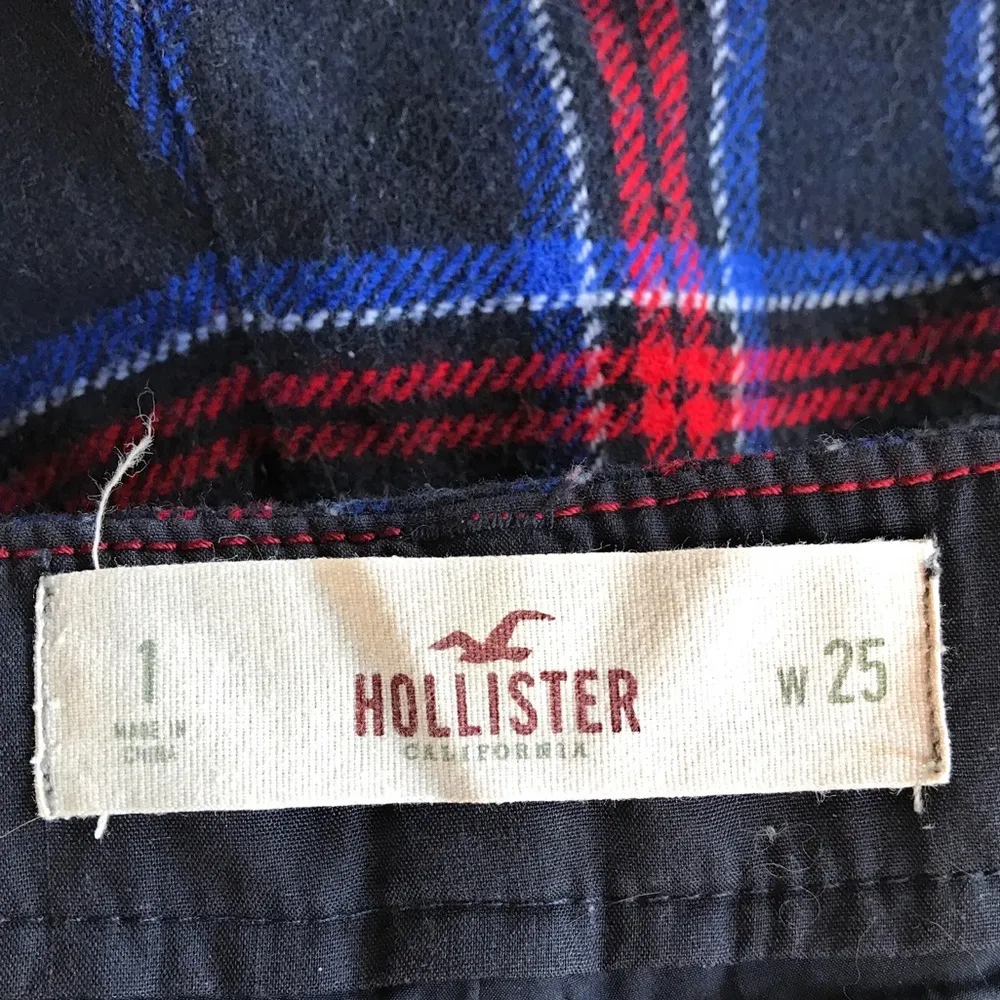 1
MADE IN
CHINA
HOLLISTER
CALIFORNIA
W 25